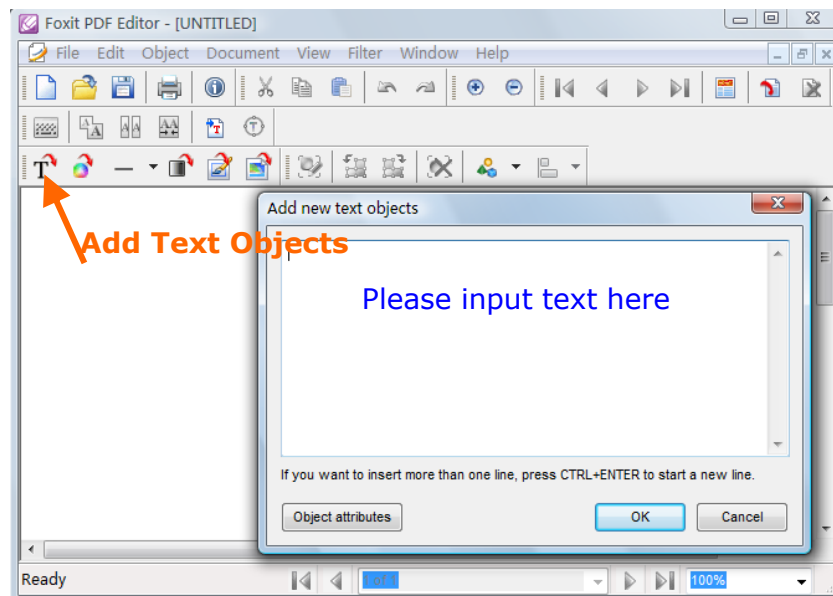 Foxit PDF Editor - [UNTITLED]
File Edit Object Document View Filter Window Help
Add new text objects
Add Text Objects
Please input text here
If you want to insert more than one line, press CTRL+ENTER to start a new line.
Object attributes OK Cancel
Ready 1 of 1 100%